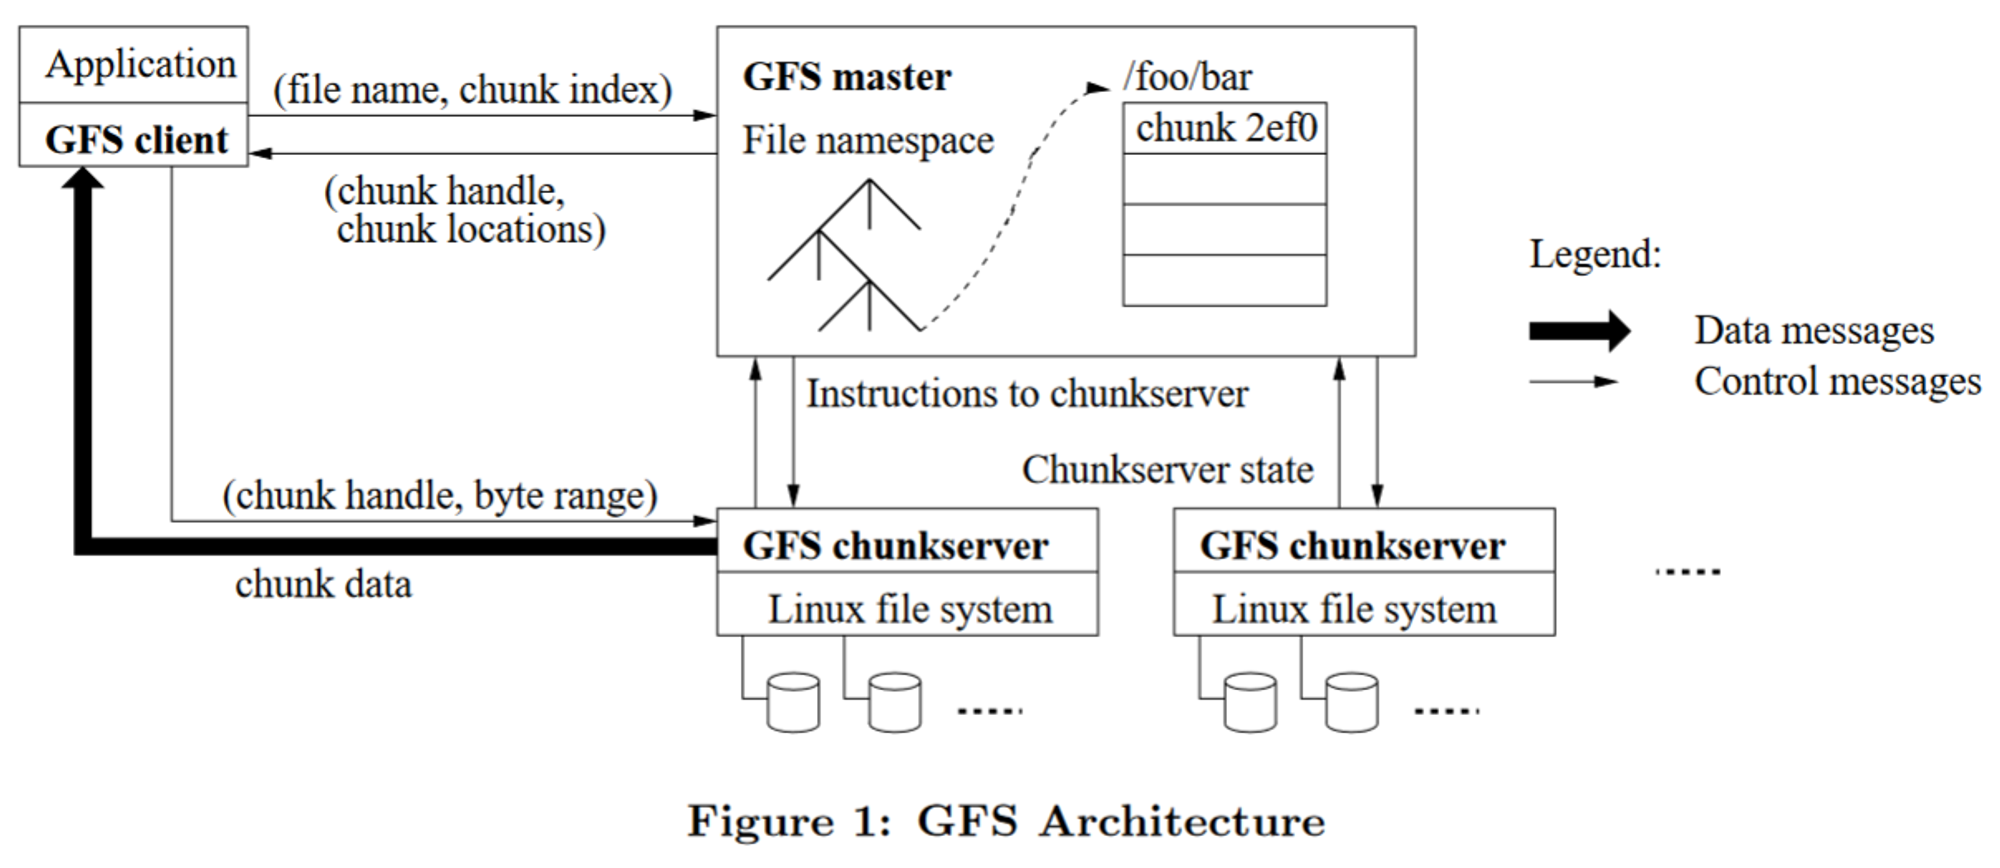 Application
GFS client
(file name, chunk index)
(chunk handle,
chunk locations)
GFS master
File namespace
/foo/bar
chunk 2ef0
Legend:
Data messages
Control messages
Instructions to chunkserver
Chunkserver state
(chunk handle, byte range)
chunk data
GFS chunkserver
Linux file system
GFS chunkserver
Linux file system
Figure 1: GFS Architecture